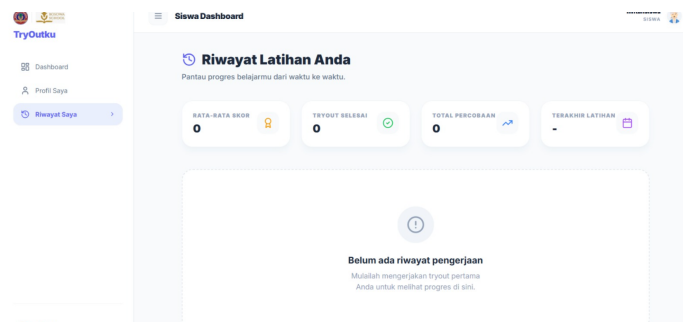 Siswa Dashboard
SISWA
TryOutku
Dashboard
Profil Saya
Riwayat Saya
Riwayat Latihan Anda
Pantau progres belajarmu dari waktu ke waktu.
RATA-RATA SKOR
0
TRYOUT SELESAI
0
TOTAL PERCOBAAN
0
TERAKHIR LATIHAN
-
Belum ada riwayat pengerjaan
Mulailah mengerjakan tryout pertama
Anda untuk melihat progres di sini.